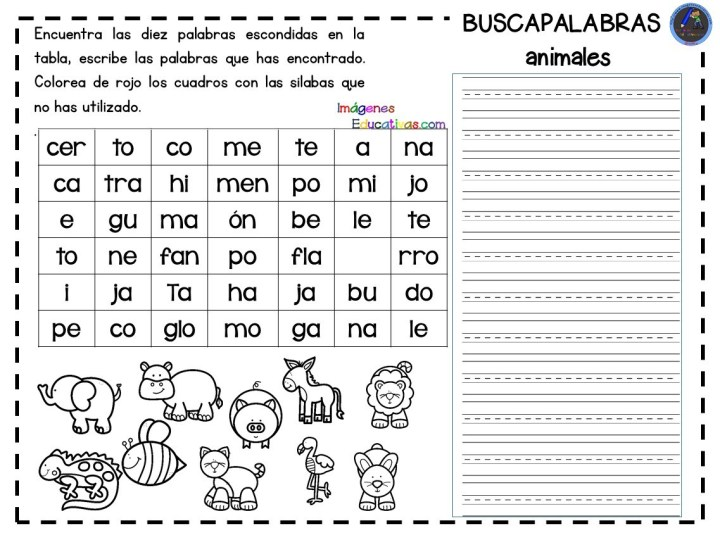 Encuentra las diez palabras escondidas en la
tabla, escribe las palabras que has encontrado.
Colorea de rojo los cuadros con las silabas que
no has utilizado.
.
Imágenes
Educativas.com
BUSCAPALABRAS
animales
cer to co me te a na
ca tra hi men po mi jo
e gu ma ón be le te
to ne fan po fla rro
i ja Ta ha ja bu do
pe co glo mo ga na le